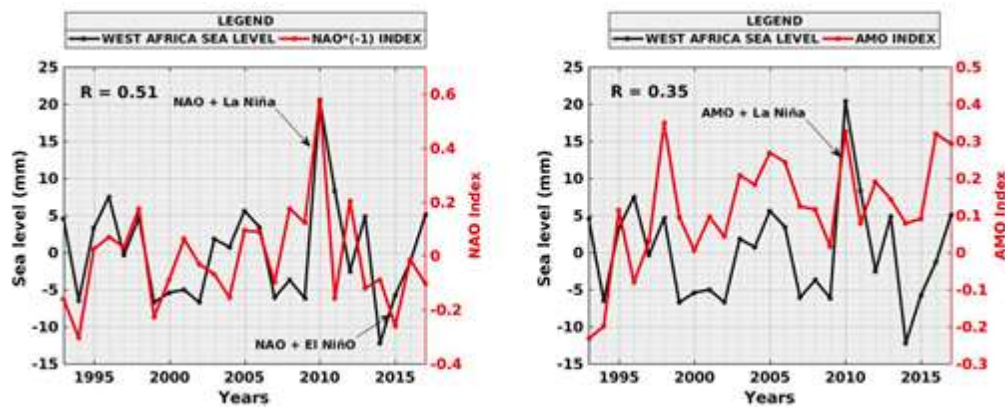 LEGEND
WEST AFRICA SEA LEVEL NAO*(-1) INDEX
25
20
15
10
5
0
-5
-10
-15
Sea level (mm)
R = 0.51
NAO + La Niña
NAO + El NiñO
0.6
0.4
0.2
0
-0.2
-0.4
NAO Index
1995 2000 2005 2010 2015
Years
LEGEND
WEST AFRICA SEA LEVEL AMO INDEX
25
20
15
10
5
0
-5
-10
-15
Sea level (mm)
R = 0.35
AMO + La Niña
0.5
0.4
0.3
0.2
0.1
0
-0.1
-0.2
-0.3
AMO Index
1995 2000 2005 2010 2015
Years